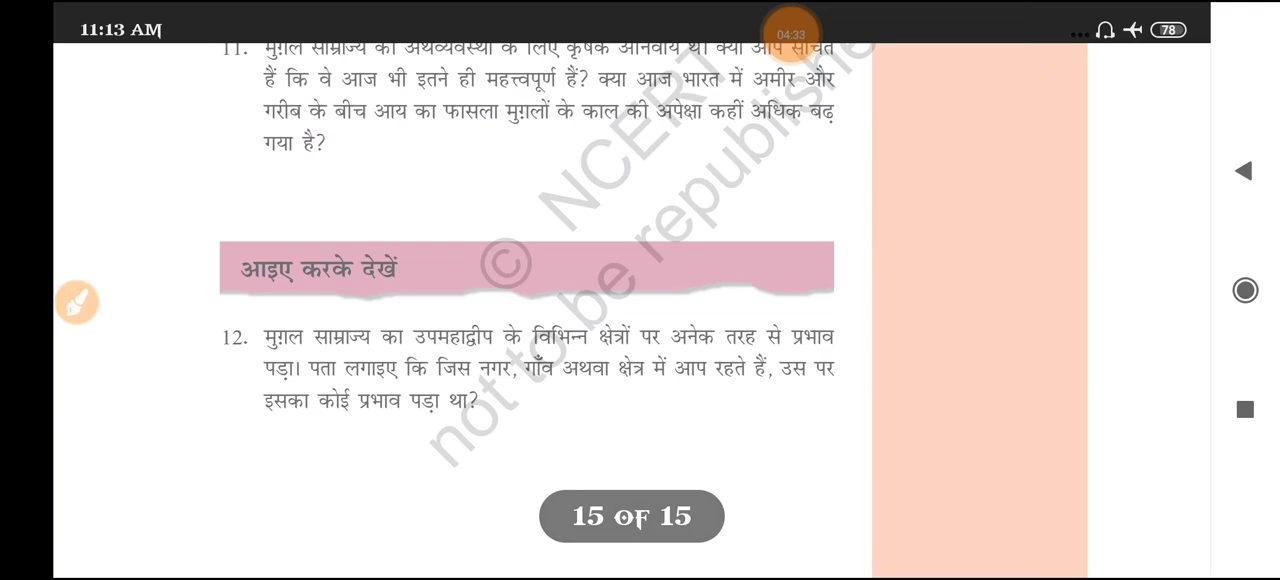 11:13 AM
04:33
78
11. मुग़ल साम्राज्य की अर्थव्यवस्था के लिए कृषक अनिवार्य थे। क्या आप सोचते
हैं कि वे आज भी इतने ही महत्त्वपूर्ण हैं? क्या आज भारत में अमीर और
गरीब के बीच आय का फासला मुग़लों के काल की अपेक्षा कहीं अधिक बढ़
गया है?
© NCERT
not to be republishe
आइए करके देखें
12. मुग़ल साम्राज्य का उपमहाद्वीप के विभिन्न क्षेत्रों पर अनेक तरह से प्रभाव
पड़ा। पता लगाइए कि जिस नगर, गाँव अथवा क्षेत्र में आप रहते हैं, उस पर
इसका कोई प्रभाव पड़ा था?
15 OF 15